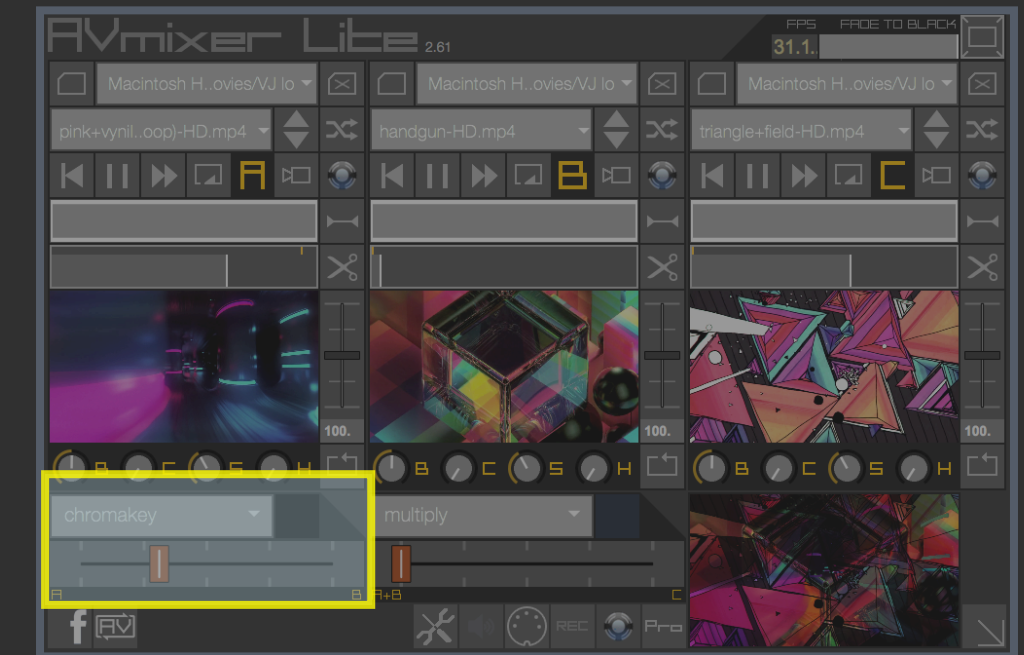 AVmixer Lite 2.61
FPS FADE TO BLACK
31.1.
Macintosh H..ovies/VJ lo Macintosh H..ovies/VJ lo Macintosh H..ovies/VJ lo
pink+vynil..oop)-HD.mp4 handgun-HD.mp4 triangle+field-HD.mp4
A B C
100. 100. 100.
B C S H B C S H B C S H
chromakey multiply
A B A+B C
f AV REC Pro